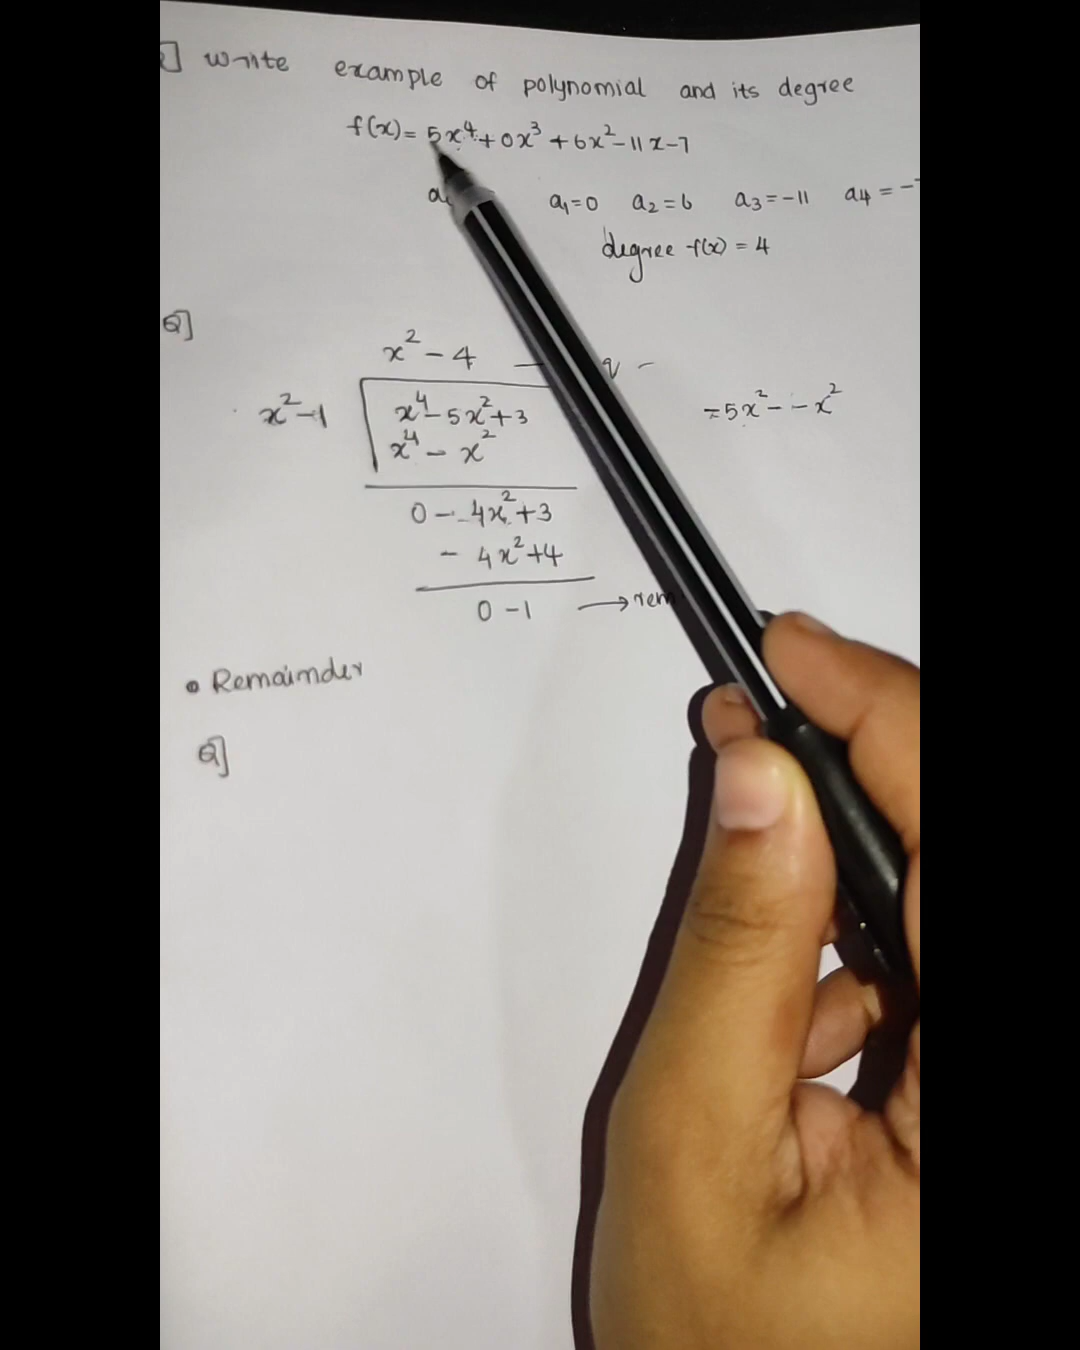 Write example of polynomial and its degree
f(x)= 5x⁴+0x³+6x²-11x-7
a₁=0 a₂=6 a₃=-11 a₄=-
degree f(x) = 4
Q]
x²-4 — q -
x²-1 x⁴-5x²+3 =5x²--x²
x⁴-x²
0--4x²+3
-4x²+4
0-1 → rem
• Remainder
Q]